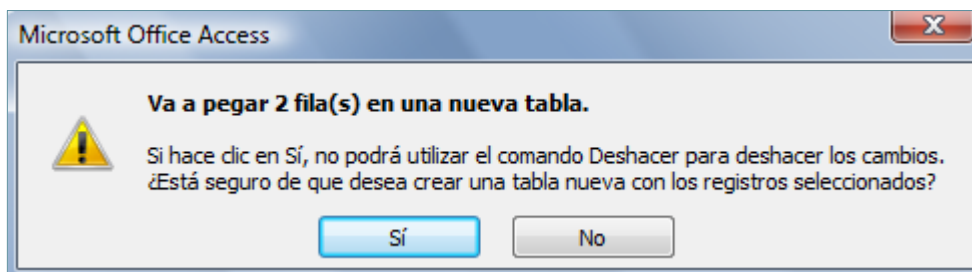 Microsoft Office Access
Va a pegar 2 fila(s) en una nueva tabla.
Si hace clic en Sí, no podrá utilizar el comando Deshacer para deshacer los cambios.
¿Está seguro de que desea crear una tabla nueva con los registros seleccionados?
Sí
No